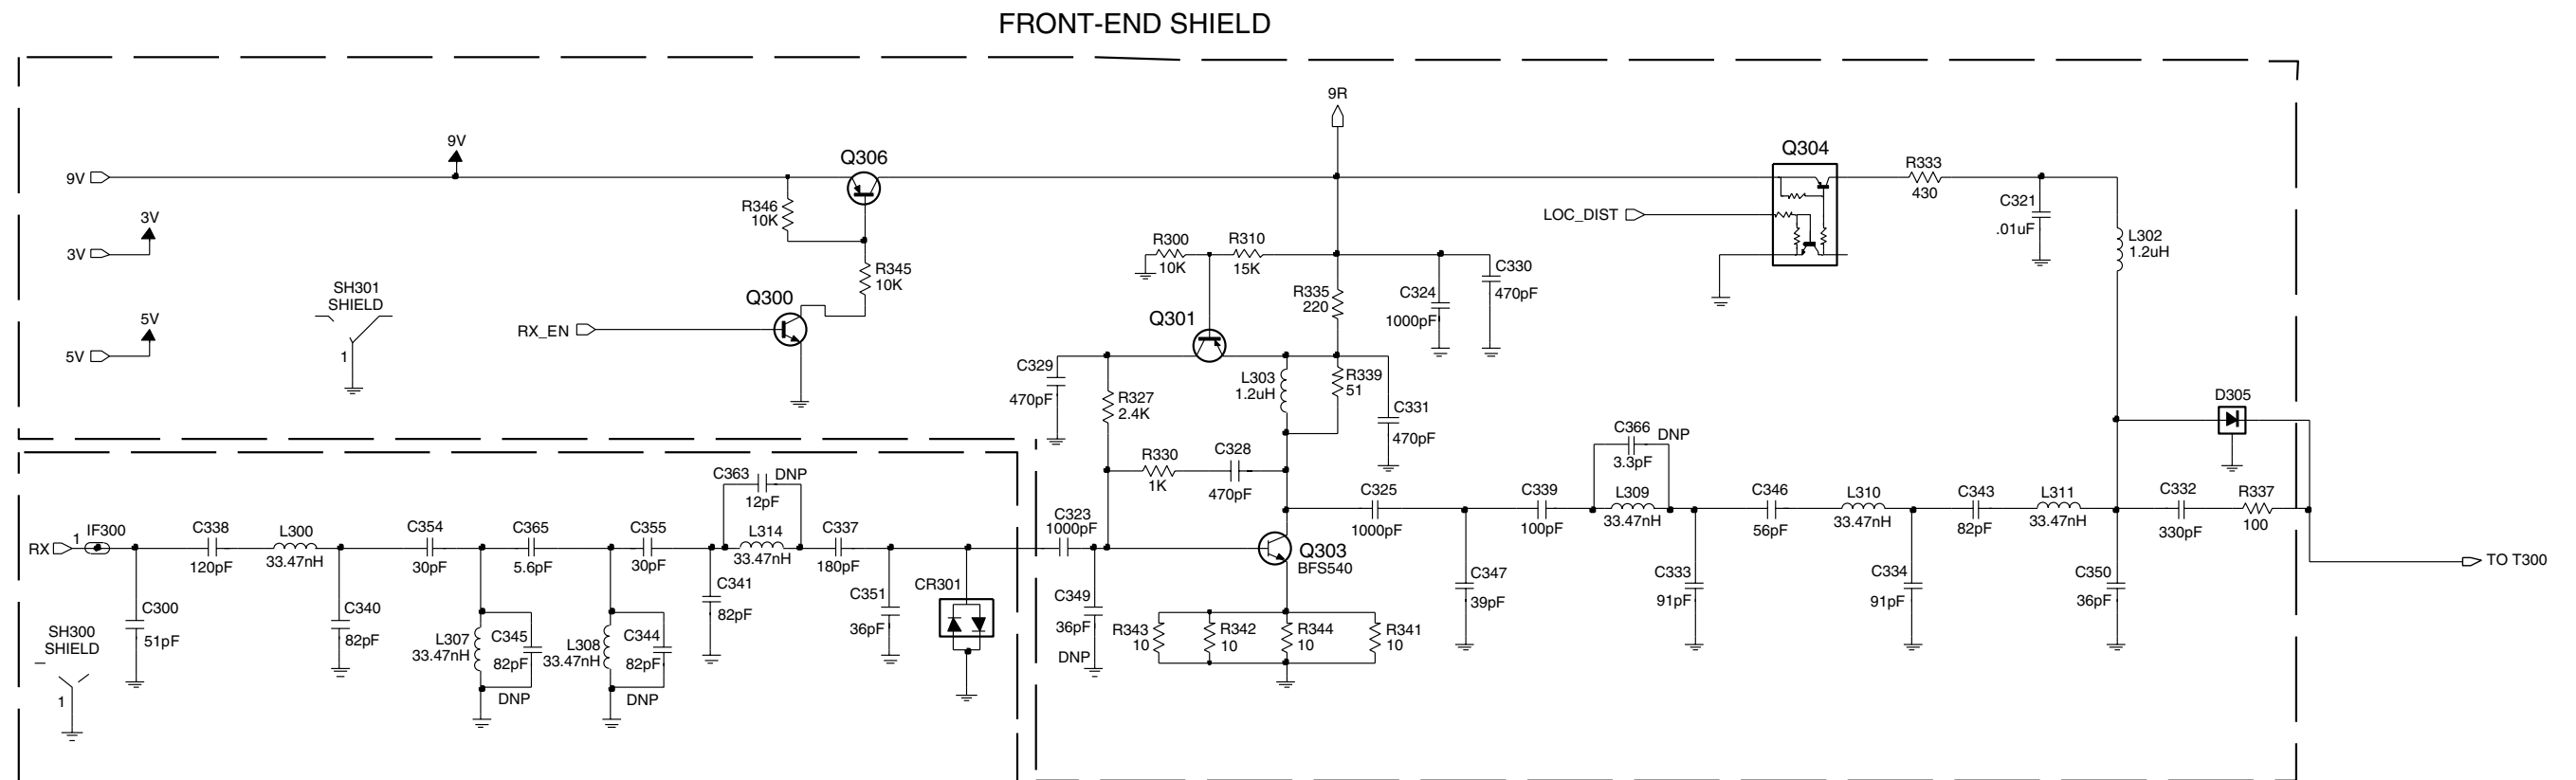 FRONT-END SHIELD
9R
9V
9V
Q306
Q304
R333
430
R346
10K
3V
3V
LOC_DIST
C321
.01uF
L302
1.2uH
R300
10K
R310
15K
R345
10K
C330
470pF
SH301
SHIELD
1
Q300
R335
220
C324
1000pF
5V
5V
RX_EN
Q301
C329
470pF
L303
1.2uH
R339
51
R327
2.4K
C331
470pF
D305
C366
DNP
3.3pF
R330
1K
C328
470pF
C363
DNP
12pF
C325
1000pF
C339
100pF
L309
33.47nH
C346
56pF
L310
33.47nH
C343
82pF
L311
33.47nH
C332
330pF
R337
100
C323
1000pF
RX
1
IF300
C338
120pF
L300
33.47nH
C354
30pF
C365
5.6pF
C355
30pF
L314
33.47nH
C337
180pF
Q303
BFS540
TO T300
C300
51pF
C340
82pF
C341
82pF
C351
36pF
CR301
C349
36pF
DNP
C347
39pF
C333
91pF
C334
91pF
C350
36pF
SH300
SHIELD
1
L307
33.47nH
C345
82pF
DNP
L308
33.47nH
C344
82pF
DNP
R343
10
R342
10
R344
10
R341
10